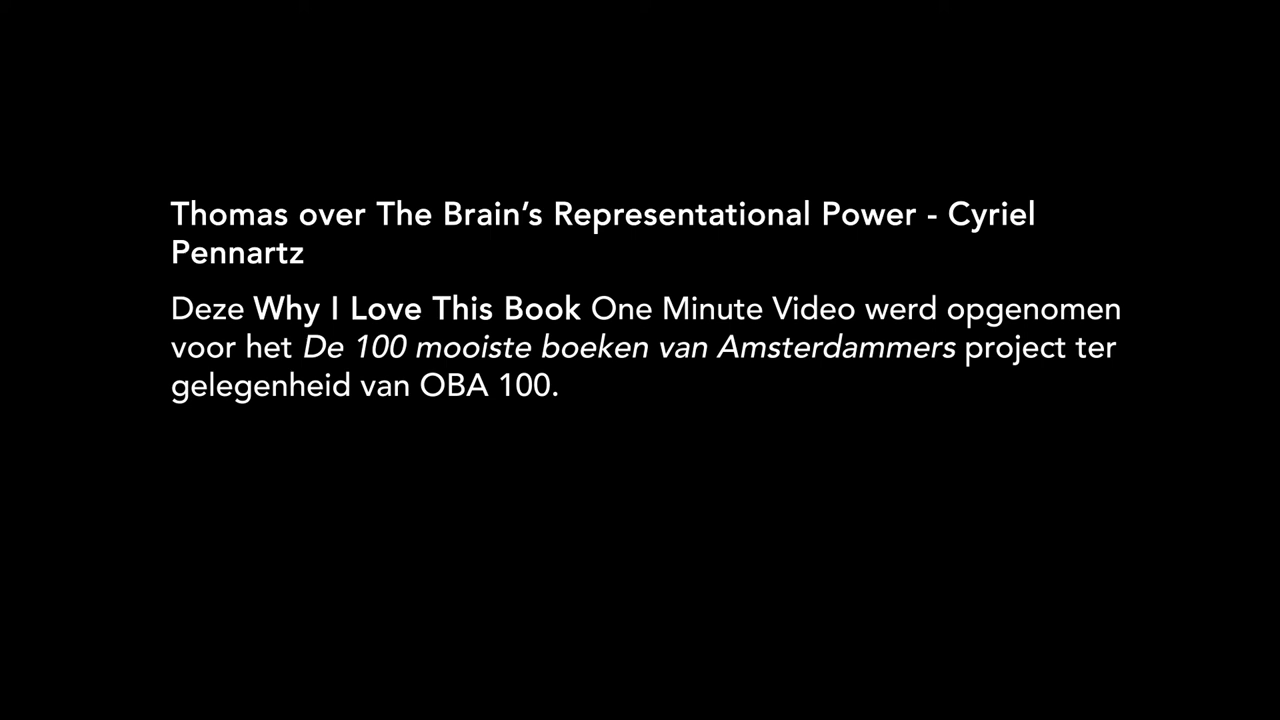 Thomas over The Brain’s Representational Power - Cyriel
Pennartz
Deze Why I Love This Book One Minute Video werd opgenomen
voor het De 100 mooiste boeken van Amsterdammers project ter
gelegenheid van OBA 100.